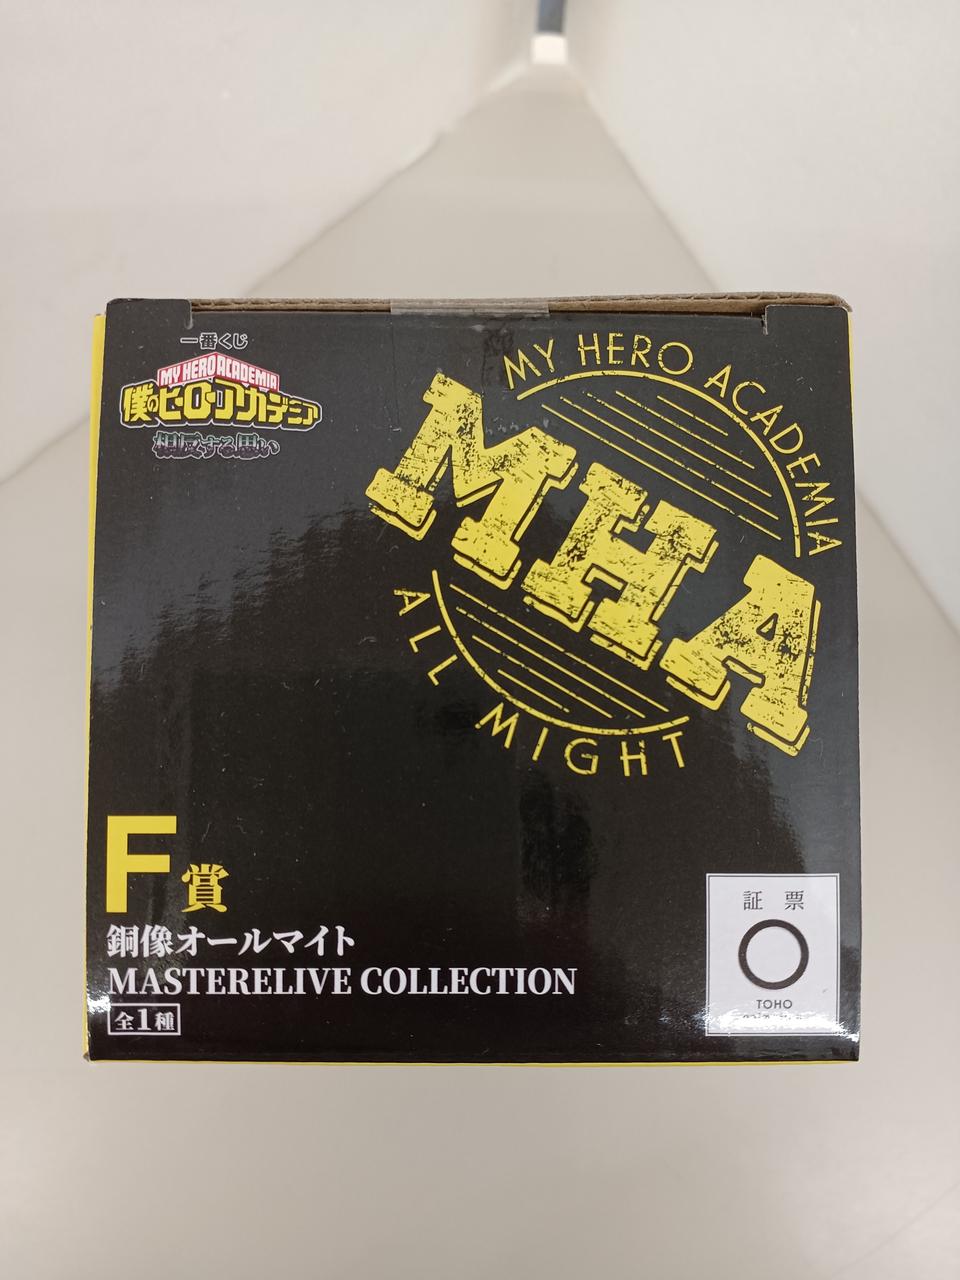 一番くじ
MY HERO ACADEMIA
僕のヒーローアカデミア
相反する思い
MY HERO ACADEMIA
MHA
ALL MIGHT
F賞
銅像オールマイト
MASTERELIVE COLLECTION
全1種
証 票
TOHO